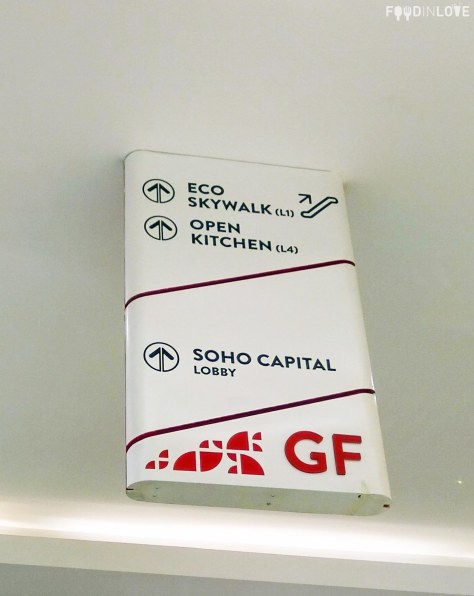 FOODINLOVE
ECO
SKYWALK (L1)
OPEN
KITCHEN (L4)
SOHO CAPITAL
LOBBY
GF